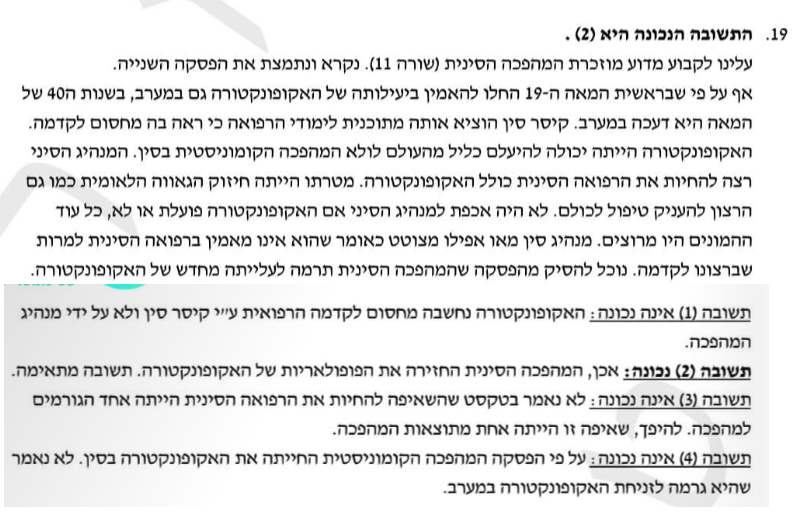 19. התשובה הנכונה היא (2) .
עלינו לקבוע מדוע מוזכרת המהפכה הסינית (שורה 11). נקרא ונתמצת את הפסקה השנייה.
אף על פי שבראשית המאה ה-19 החלו להאמין ביעילותה של האקופונקטורה גם במערב, בשנות ה40 של
המאה היא דעכה במערב. קיסר סין הוציא אותה מתוכנית לימודי הרפואה כי ראה בה מחסום לקדמה.
האקופונקטורה הייתה יכולה להיעלם כליל מהעולם לולא המהפכה הקומוניסטית בסין. המנהיג הסיני
רצה להחיות את הרפואה הסינית כולל האקופונקטורה. מטרתו הייתה חיזוק הגאווה הלאומית כמו גם
הרצון להעניק טיפול לכולם. לא היה אכפת למנהיג הסיני אם האקופונקטורה פועלת או לא, כל עוד
ההמונים היו מרוצים. מנהיג סין מאו אפילו מצוטט כאומר שהוא אינו מאמין ברפואה הסינית למרות
שברצונו לקדמה. נוכל להסיק מהפסקה שהמהפכה הסינית תרמה לעלייתה מחדש של האקופונקטורה.
תשובה (1) אינה נכונה: האקופונקטורה נחשבה מחסום לקדמה הרפואית ע״י קיסר סין ולא על ידי מנהיג
המהפכה.
תשובה (2) נכונה: אכן, המהפכה הסינית החזירה את הפופולאריות של האקופונקטורה. תשובה מתאימה.
תשובה (3) אינה נכונה: לא נאמר בטקסט שהשאיפה להחיות את הרפואה הסינית הייתה אחד הגורמים
למהפכה. להיפך, שאיפה זו הייתה אחת מתוצאות המהפכה.
תשובה (4) אינה נכונה: על פי הפסקה המהפכה הקומוניסטית החייתה את האקופונקטורה בסין. לא נאמר
שהיא גרמה לזניחת האקופונקטורה במערב.